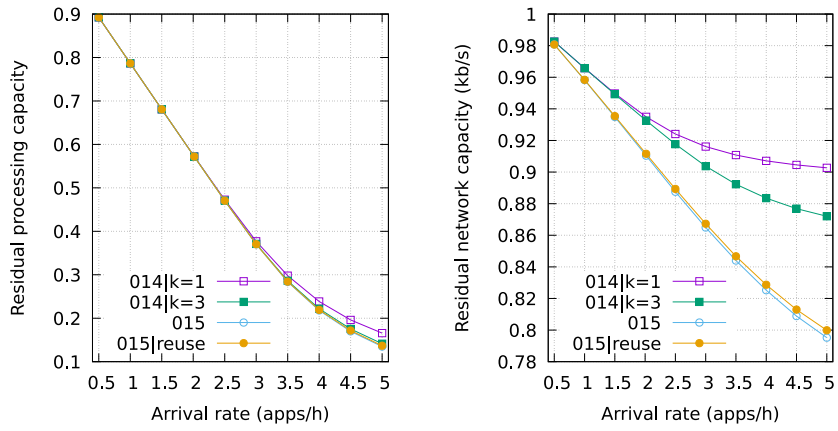 0.9
0.8
0.7
0.6
0.5
0.4
0.3
0.2
0.1
Residual processing capacity
014|k=1
014|k=3
015
015|reuse
0.5 1 1.5 2 2.5 3 3.5 4 4.5 5
Arrival rate (apps/h)
1
0.98
0.96
0.94
0.92
0.9
0.88
0.86
0.84
0.82
0.8
0.78
Residual network capacity (kb/s)
014|k=1
014|k=3
015
015|reuse
0.5 1 1.5 2 2.5 3 3.5 4 4.5 5
Arrival rate (apps/h)